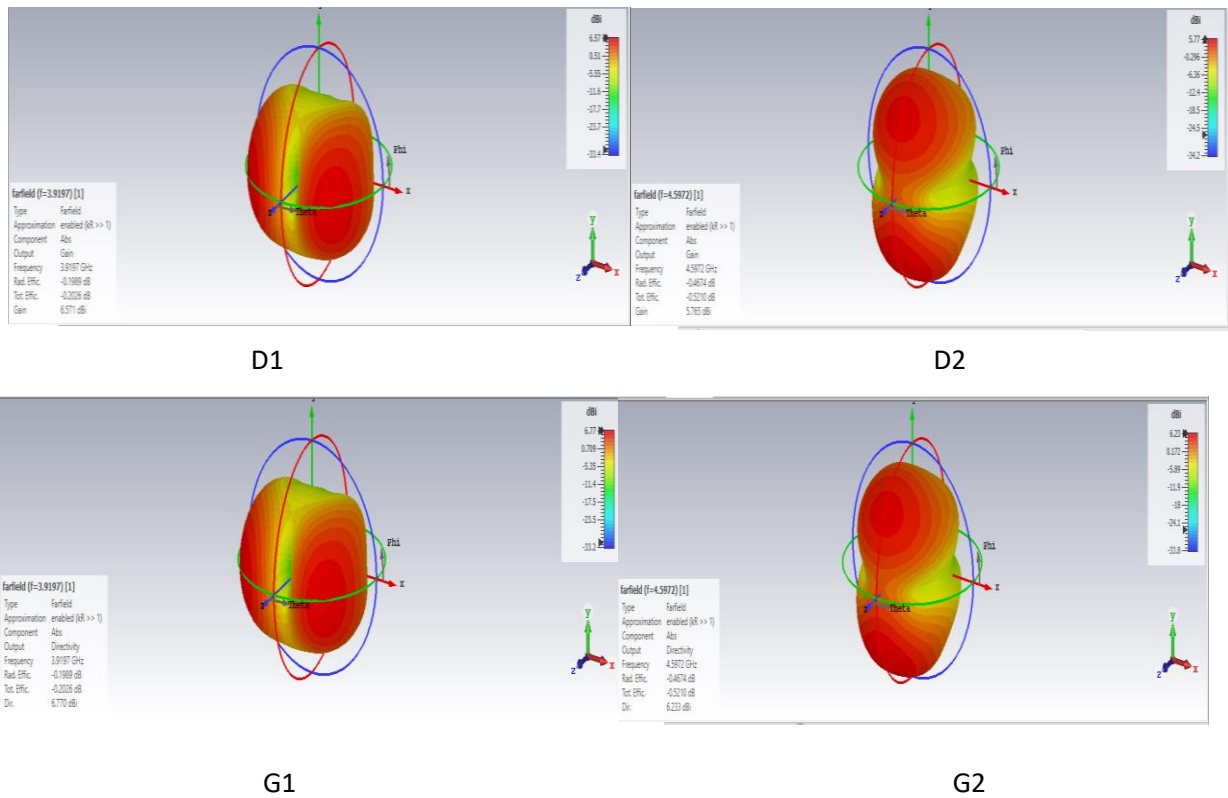 dBi
6.57
0.51
-5.55
-11.6
-17.7
-23.7
-33.4
Phi
x
z
Theta
farfield (f=3.9197) [1]
Type Farfield
Approximation enabled (kR >> 1)
Component Abs
Output Gain
Frequency 3.9197 GHz
Rad. Effic. -0.1989 dB
Tot. Effic. -0.2026 dB
Gain 6.571 dBi
y
z
x
dBi
5.77
-0.296
-6.36
-12.4
-18.5
-24.5
-34.2
Phi
x
z
Theta
farfield (f=4.5972) [1]
Type Farfield
Approximation enabled (kR >> 1)
Component Abs
Output Gain
Frequency 4.5972 GHz
Rad. Effic. -0.4674 dB
Tot. Effic. -0.5210 dB
Gain 5.765 dBi
y
z
x
D1
D2
dBi
6.77
0.709
-5.35
-11.4
-17.5
-23.5
-33.2
Phi
x
z
Theta
farfield (f=3.9197) [1]
Type Farfield
Approximation enabled (kR >> 1)
Component Abs
Output Directivity
Frequency 3.9197 GHz
Rad. Effic. -0.1989 dB
Tot. Effic. -0.2026 dB
Dir. 6.770 dBi
y
z
x
dBi
6.23
0.172
-5.89
-11.9
-18
-24.1
-33.8
Phi
x
z
Theta
farfield (f=4.5972) [1]
Type Farfield
Approximation enabled (kR >> 1)
Component Abs
Output Directivity
Frequency 4.5972 GHz
Rad. Effic. -0.4674 dB
Tot. Effic. -0.5210 dB
Dir. 6.233 dBi
y
z
x
G1
G2